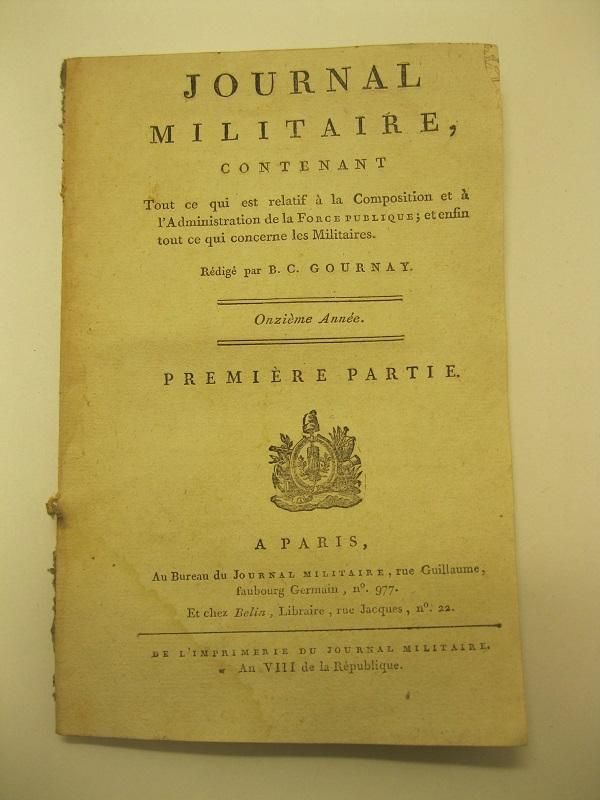 JOURNAL
MILITAIRE,
CONTENANT
Tout ce qui est relatif à la Composition et à
l'Administration de la FORCE PUBLIQUE; et enfin
tout ce qui concerne les Militaires.
Rédigé par B. C. GOURNAY.
Onzième Année.
PREMIÈRE PARTIE.
A PARIS,
Au Bureau du JOURNAL MILITAIRE, rue Guillaume,
faubourg Germain, nº. 977.
Et chez Belin, Libraire, rue Jacques, nº. 22.
DE L'IMPRIMERIE DU JOURNAL MILITAIRE.
An VIII de la République.